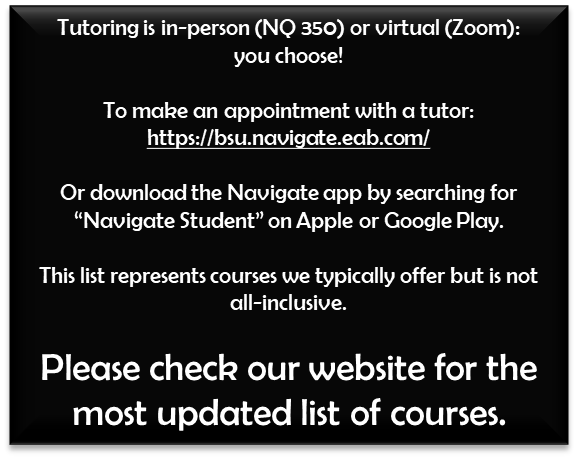 Tutoring is in-person (NQ 350) or virtual (Zoom):
you choose!
To make an appointment with a tutor:
https://bsu.navigate.eab.com/
Or download the Navigate app by searching for
“Navigate Student” on Apple or Google Play.
This list represents courses we typically offer but is not
all-inclusive.
Please check our website for the
most updated list of courses.